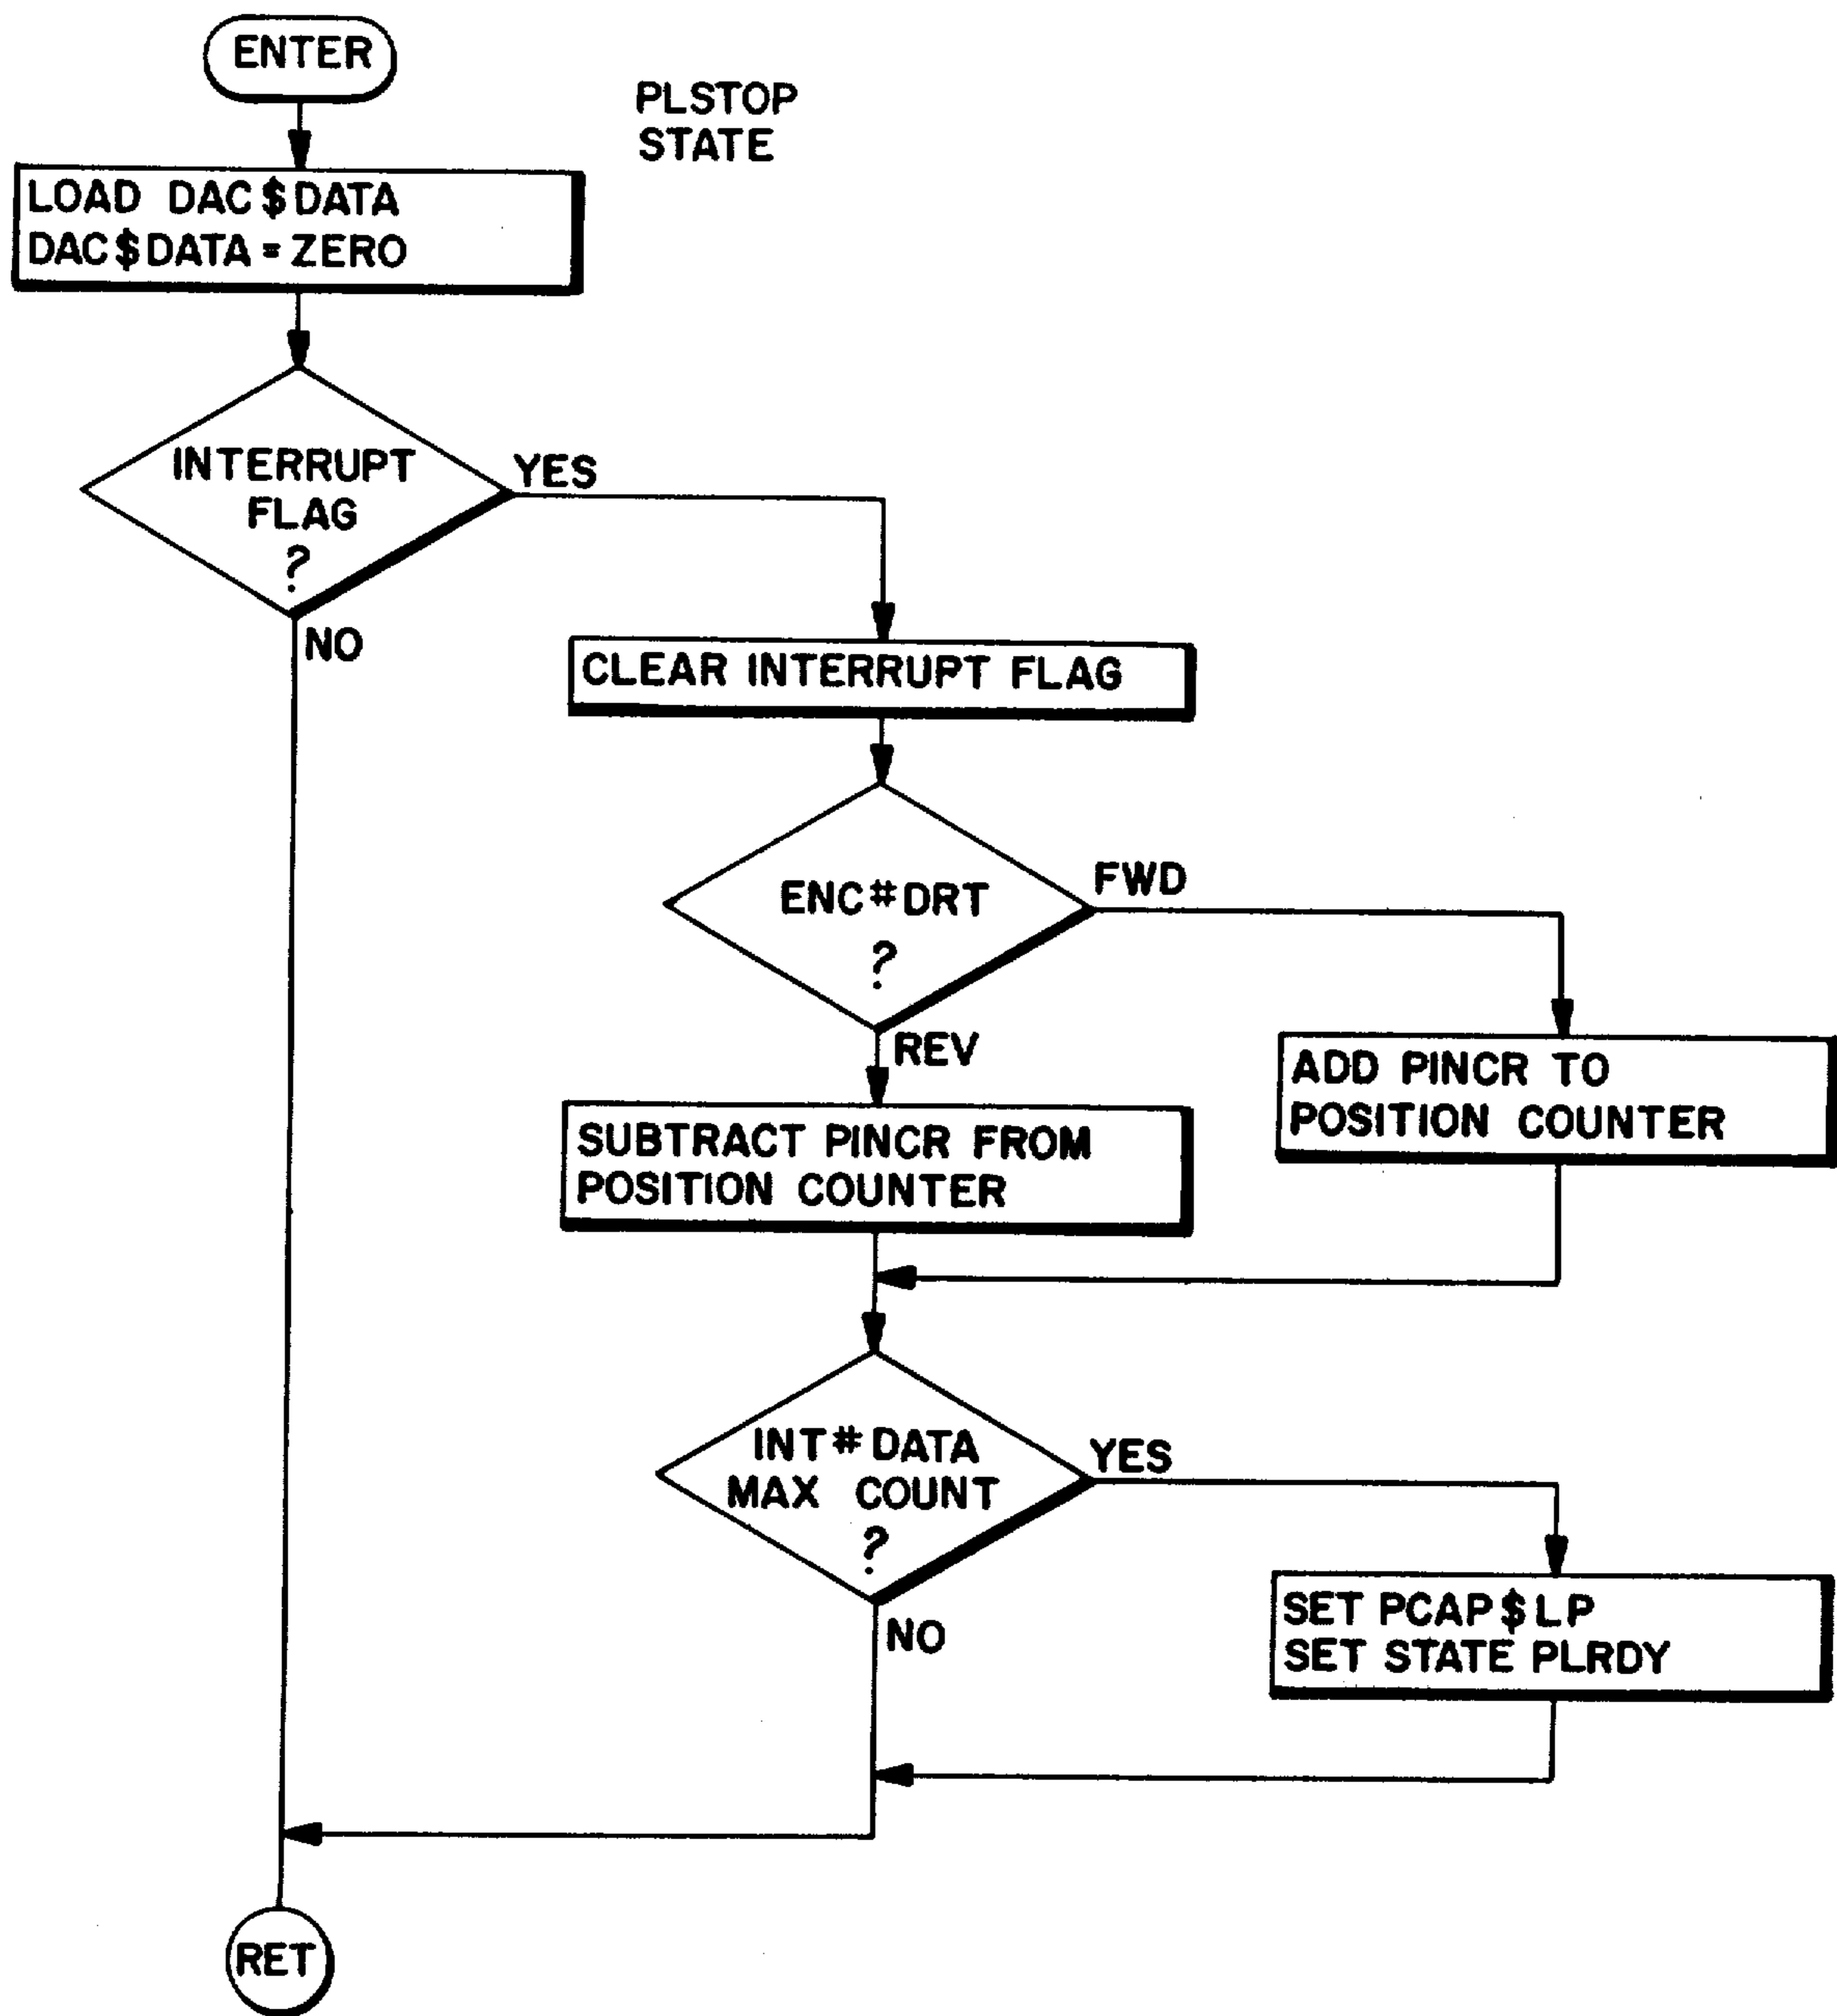 ENTER
PLSTOP
STATE
LOAD DAC$DATA
DAC$DATA=ZERO
INTERRUPT
FLAG
?
YES
NO
CLEAR INTERRUPT FLAG
ENC#DRT
?
FWD
REV
ADD PINCR TO
POSITION COUNTER
SUBTRACT PINCR FROM
POSITION COUNTER
INT#DATA
MAX COUNT
?
YES
NO
SET PCAP$LP
SET STATE PLRDY
RET